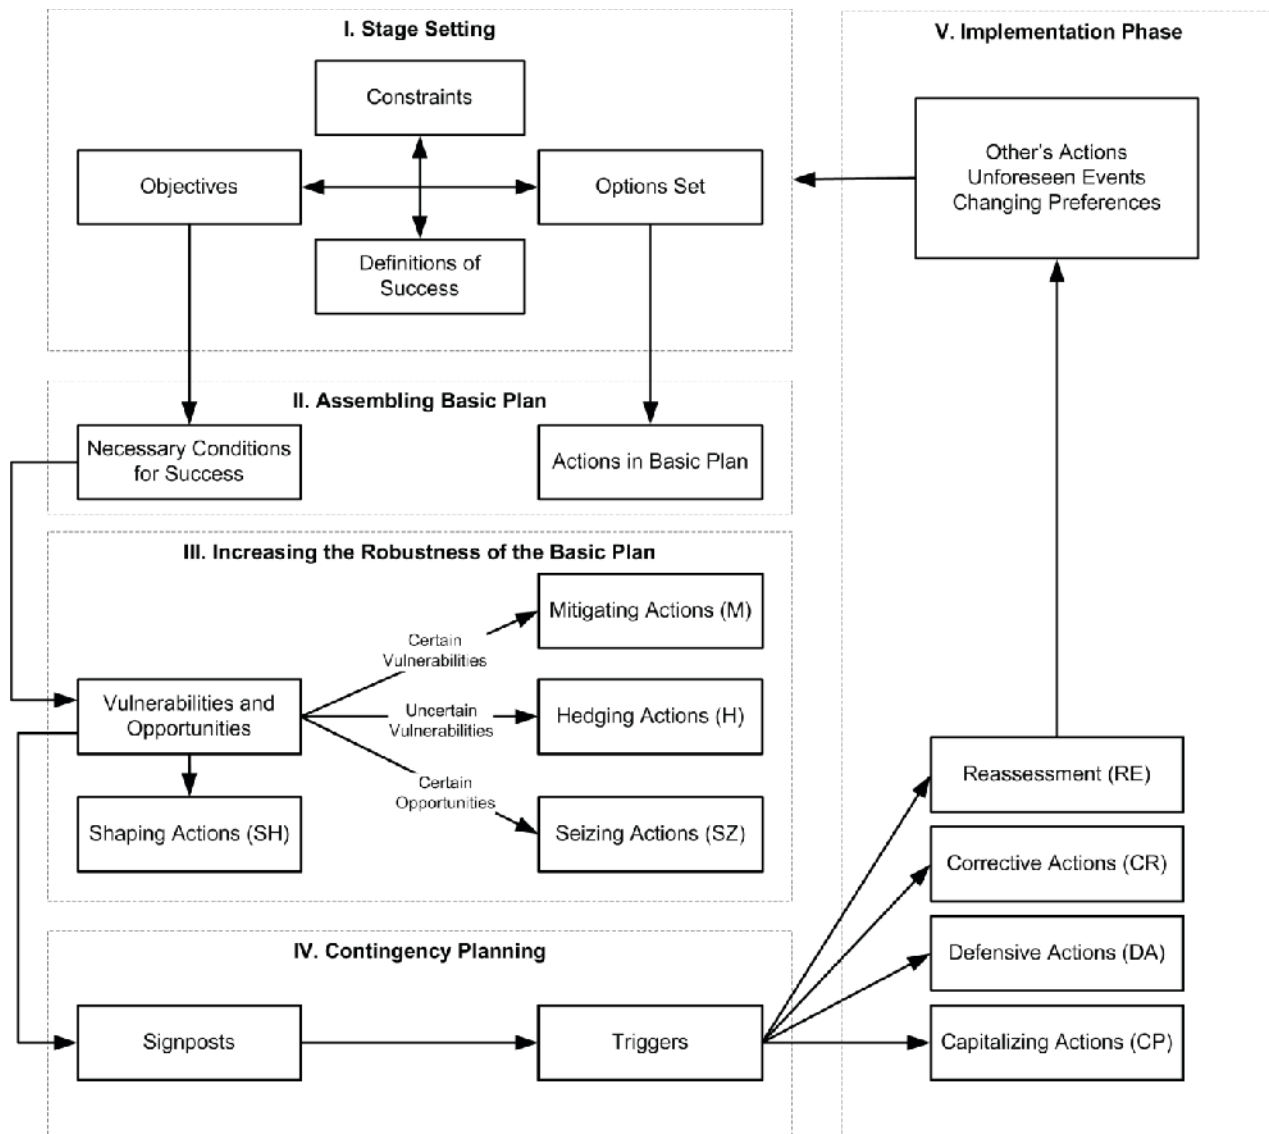 I. Stage Setting
Constraints
Objectives
Options Set
Definitions of
Success
II. Assembling Basic Plan
Necessary Conditions
for Success
Actions in Basic Plan
III. Increasing the Robustness of the Basic Plan
Mitigating Actions (M)
Certain
Vulnerabilities
Vulnerabilities and
Opportunities
Uncertain
Vulnerabilities
Hedging Actions (H)
Certain
Opportunities
Shaping Actions (SH)
Seizing Actions (SZ)
IV. Contingency Planning
Signposts
Triggers
V. Implementation Phase
Other's Actions
Unforeseen Events
Changing Preferences
Reassessment (RE)
Corrective Actions (CR)
Defensive Actions (DA)
Capitalizing Actions (CP)